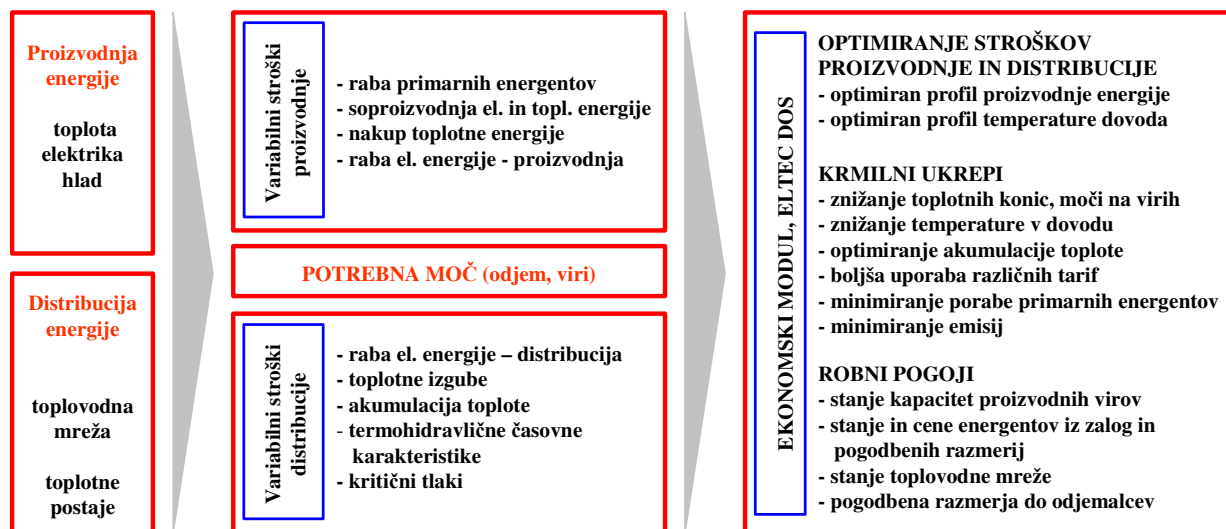 Proizvodnja
energije
toplota
elektrika
hlad
Distribucija
energije
toplovodna
mreža
toplotne
postaje
Variabilni stroški
proizvodnje
- raba primarnih energentov
- soproizvodnja el. in topl. energije
- nakup toplotne energije
- raba el. energije - proizvodnja
POTREBNA MOČ (odjem, viri)
Variabilni stroški
distribucije
- raba el. energije – distribucija
- toplotne izgube
- akumulacija toplote
- termohidravlične časovne
karakteristike
- kritični tlaki
EKONOMSKI MODUL, ELTEC DOS
OPTIMIRANJE STROŠKOV
PROIZVODNJE IN DISTRIBUCIJE
- optimiran profil proizvodnje energije
- optimiran profil temperature dovoda
KRMILNI UKREPI
- znižanje toplotnih konic, moči na virih
- znižanje temperature v dovodu
- optimiranje akumulacije toplote
- boljša uporaba različnih tarif
- minimiranje porabe primarnih energentov
- minimiranje emisij
ROBNI POGOJI
- stanje kapacitet proizvodnih virov
- stanje in cene energentov iz zalog in
pogodbenih razmerij
- stanje toplovodne mreže
- pogodbena razmerja do odjemalcev